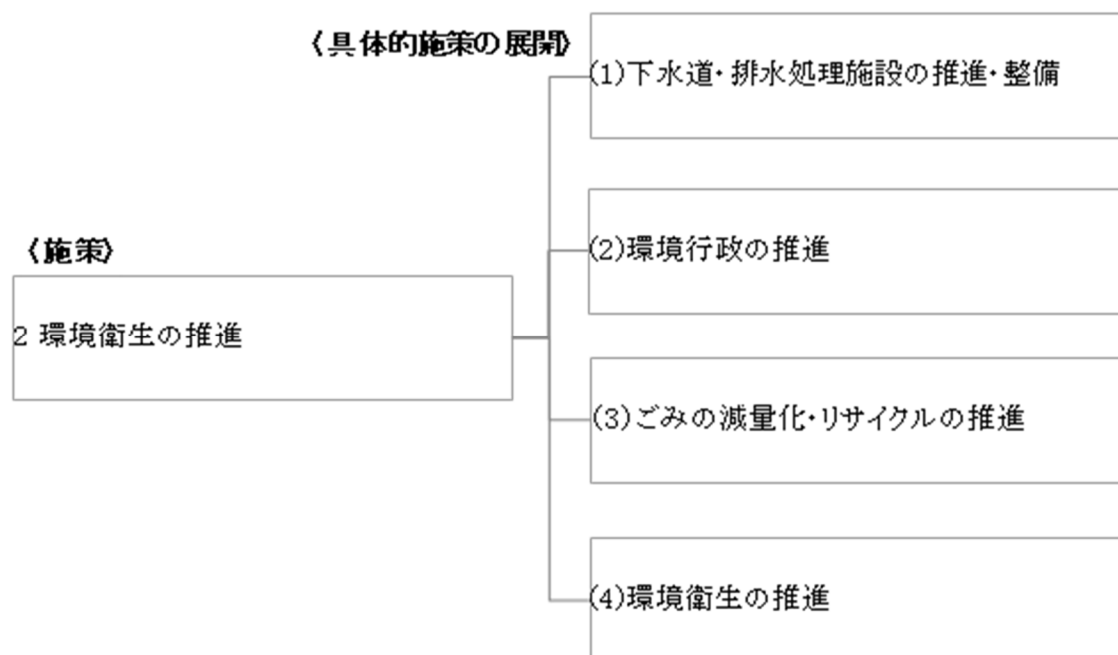 〈具体的施策の展開〉
(1)下水道・排水処理施設の推進・整備
(2)環境行政の推進
〈施策〉
2 環境衛生の推進
(3)ごみの減量化・リサイクルの推進
(4)環境衛生の推進